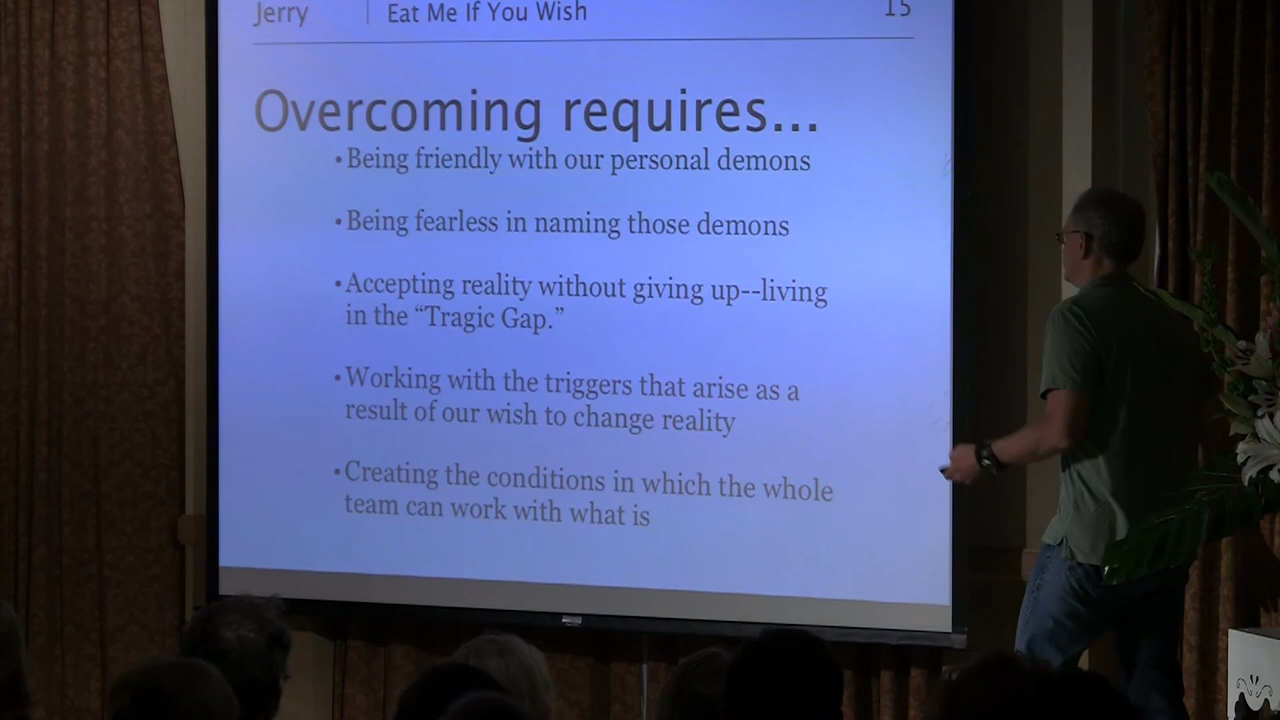 Jerry | Eat Me If You Wish 15
Overcoming requires...
• Being friendly with our personal demons
• Being fearless in naming those demons
• Accepting reality without giving up--living
in the “Tragic Gap.”
• Working with the triggers that arise as a
result of our wish to change reality
• Creating the conditions in which the whole
team can work with what is